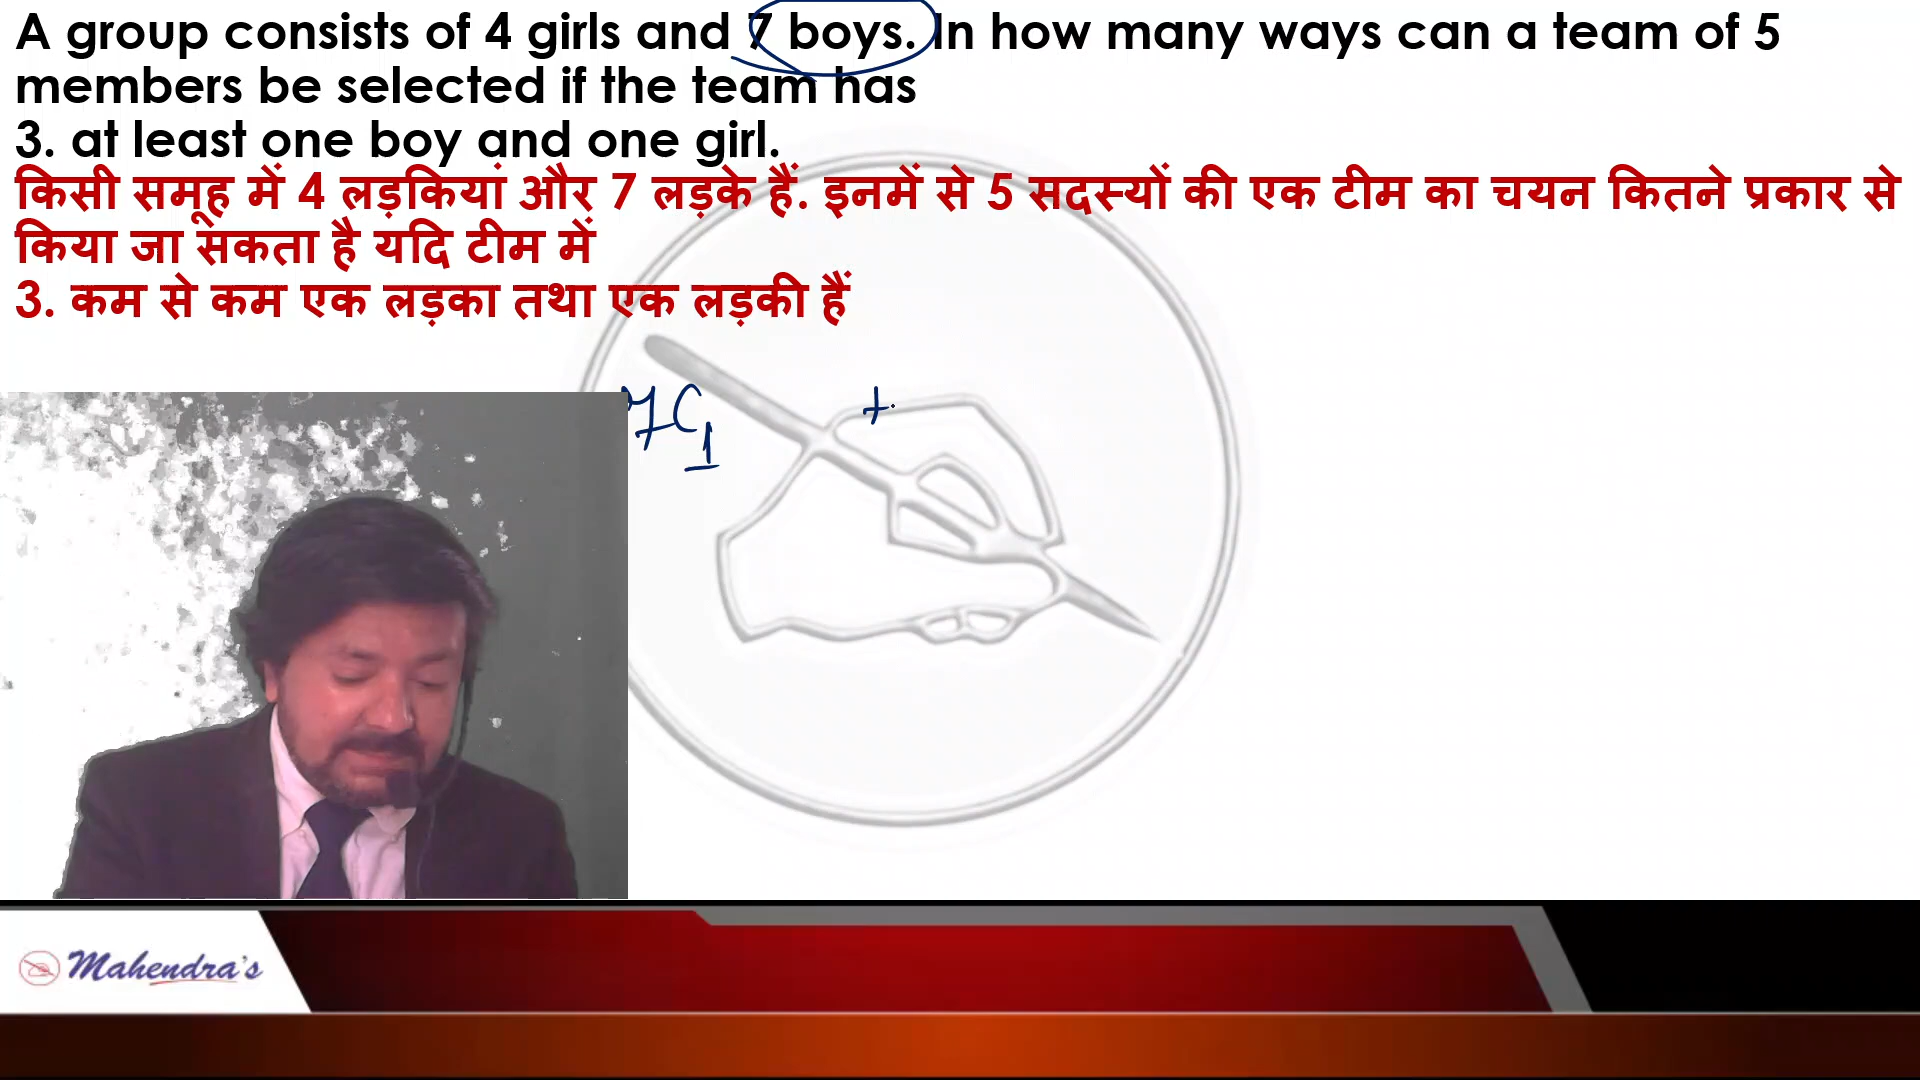 A group consists of 4 girls and 7 boys. In how many ways can a team of 5
members be selected if the team has
3. at least one boy and one girl.
किसी समूह में 4 लड़कियां और 7 लड़के हैं. इनमें से 5 सदस्यों की एक टीम का चयन कितने प्रकार से
किया जा सकता है यदि टीम में
3. कम से कम एक लड़का तथा एक लड़की हैं
7C1 +
Mahendra's